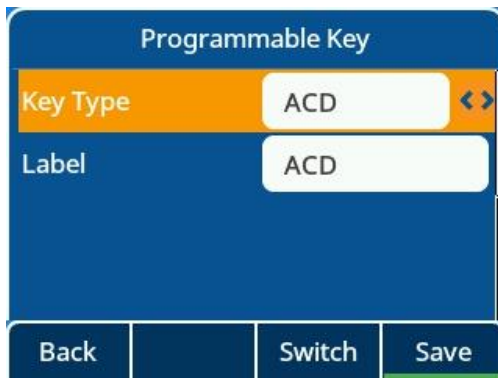 Programmable Key
Key Type ACD
Label ACD
Back Switch Save